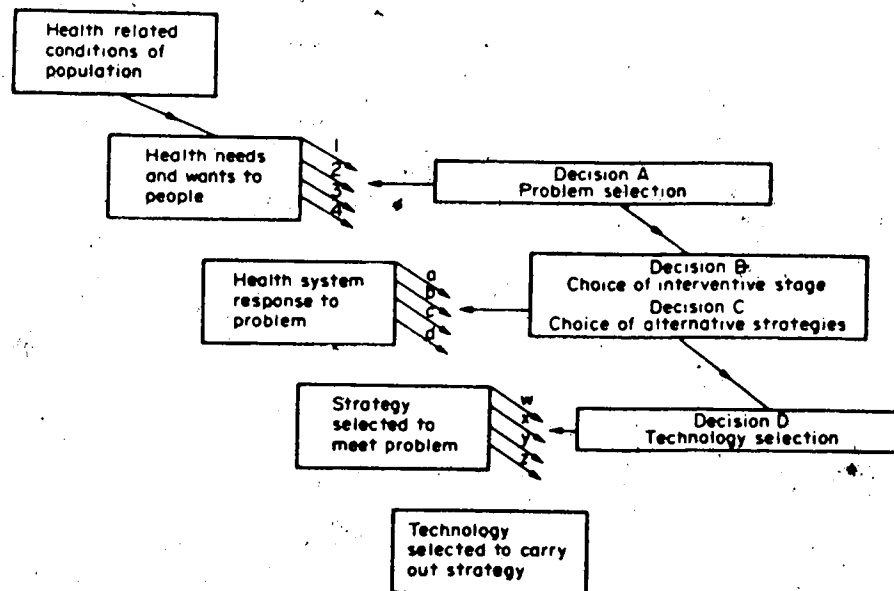 Health related
conditions of
population
Health needs
and wants to
people
1
2
3
4
Decision A
Problem selection
Health system
response to
problem
a
b
c
d
Decision B
Choice of interventive stage
Decision C
Choice of alternative strategies
Strategy
selected to
meet problem
w
x
y
z
Decision D
Technology selection
Technology
selected to carry
out strategy